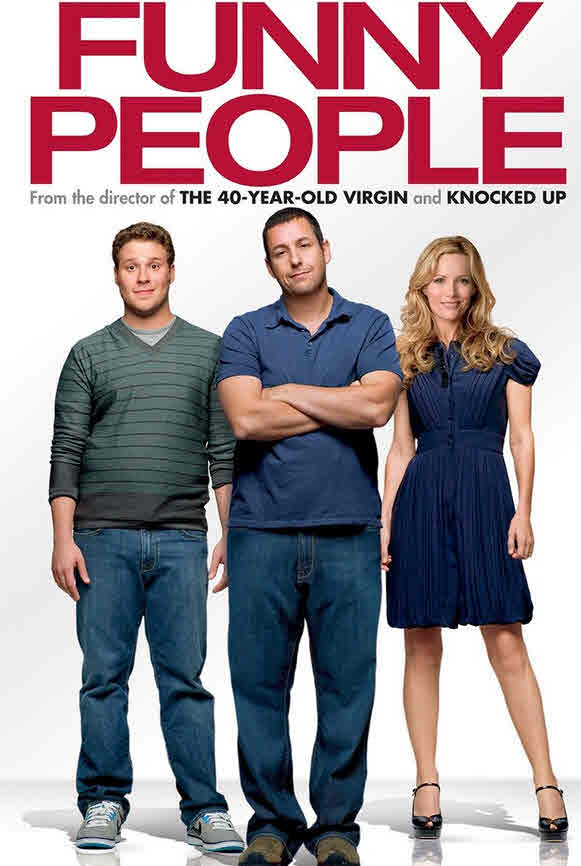 FUNNY
PEOPLE
From the director of THE 40-YEAR-OLD VIRGIN and KNOCKED UP